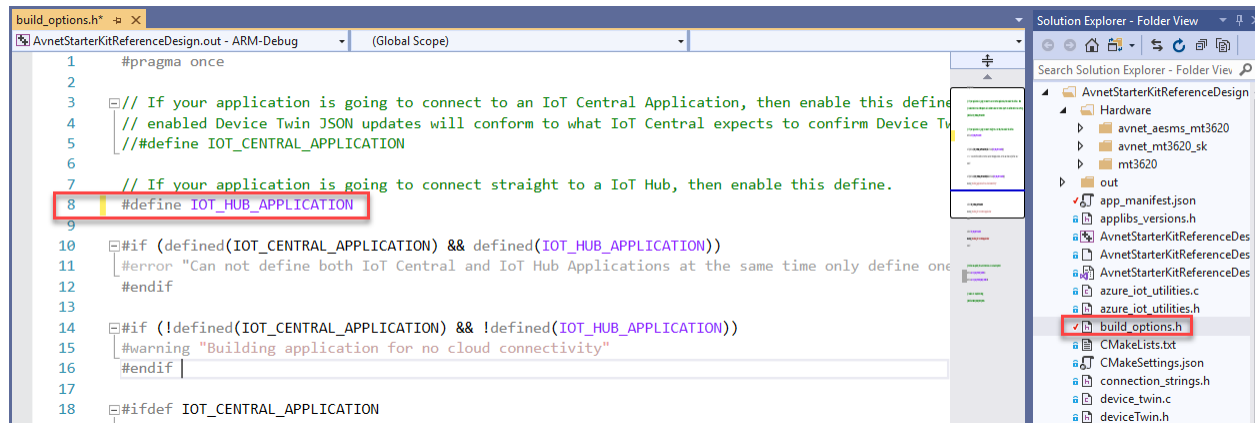 build_options.h*
AvnetStarterKitReferenceDesign.out - ARM-Debug
(Global Scope)
1 #pragma once
2
3 // If your application is going to connect to an IoT Central Application, then enable this define
4 // enabled Device Twin JSON updates will conform to what IoT Central expects to confirm Device Tw
5 //#define IOT_CENTRAL_APPLICATION
6
7 // If your application is going to connect straight to a IoT Hub, then enable this define.
8 #define IOT_HUB_APPLICATION
9
10 #if (defined(IOT_CENTRAL_APPLICATION) && defined(IOT_HUB_APPLICATION))
11 #error "Can not define both IoT Central and IoT Hub Applications at the same time only define one
12 #endif
13
14 #if (!defined(IOT_CENTRAL_APPLICATION) && !defined(IOT_HUB_APPLICATION))
15 #warning "Building application for no cloud connectivity"
16 #endif
17
18 #ifdef IOT_CENTRAL_APPLICATION
Solution Explorer - Folder View
Search Solution Explorer - Folder View
AvnetStarterKitReferenceDesign
Hardware
avnet_aesms_mt3620
avnet_mt3620_sk
mt3620
out
app_manifest.json
applibs_versions.h
AvnetStarterKitReferenceDes
AvnetStarterKitReferenceDes
AvnetStarterKitReferenceDes
azure_iot_utilities.c
azure_iot_utilities.h
build_options.h
CMakeLists.txt
CMakeSettings.json
connection_strings.h
device_twin.c
deviceTwin.h